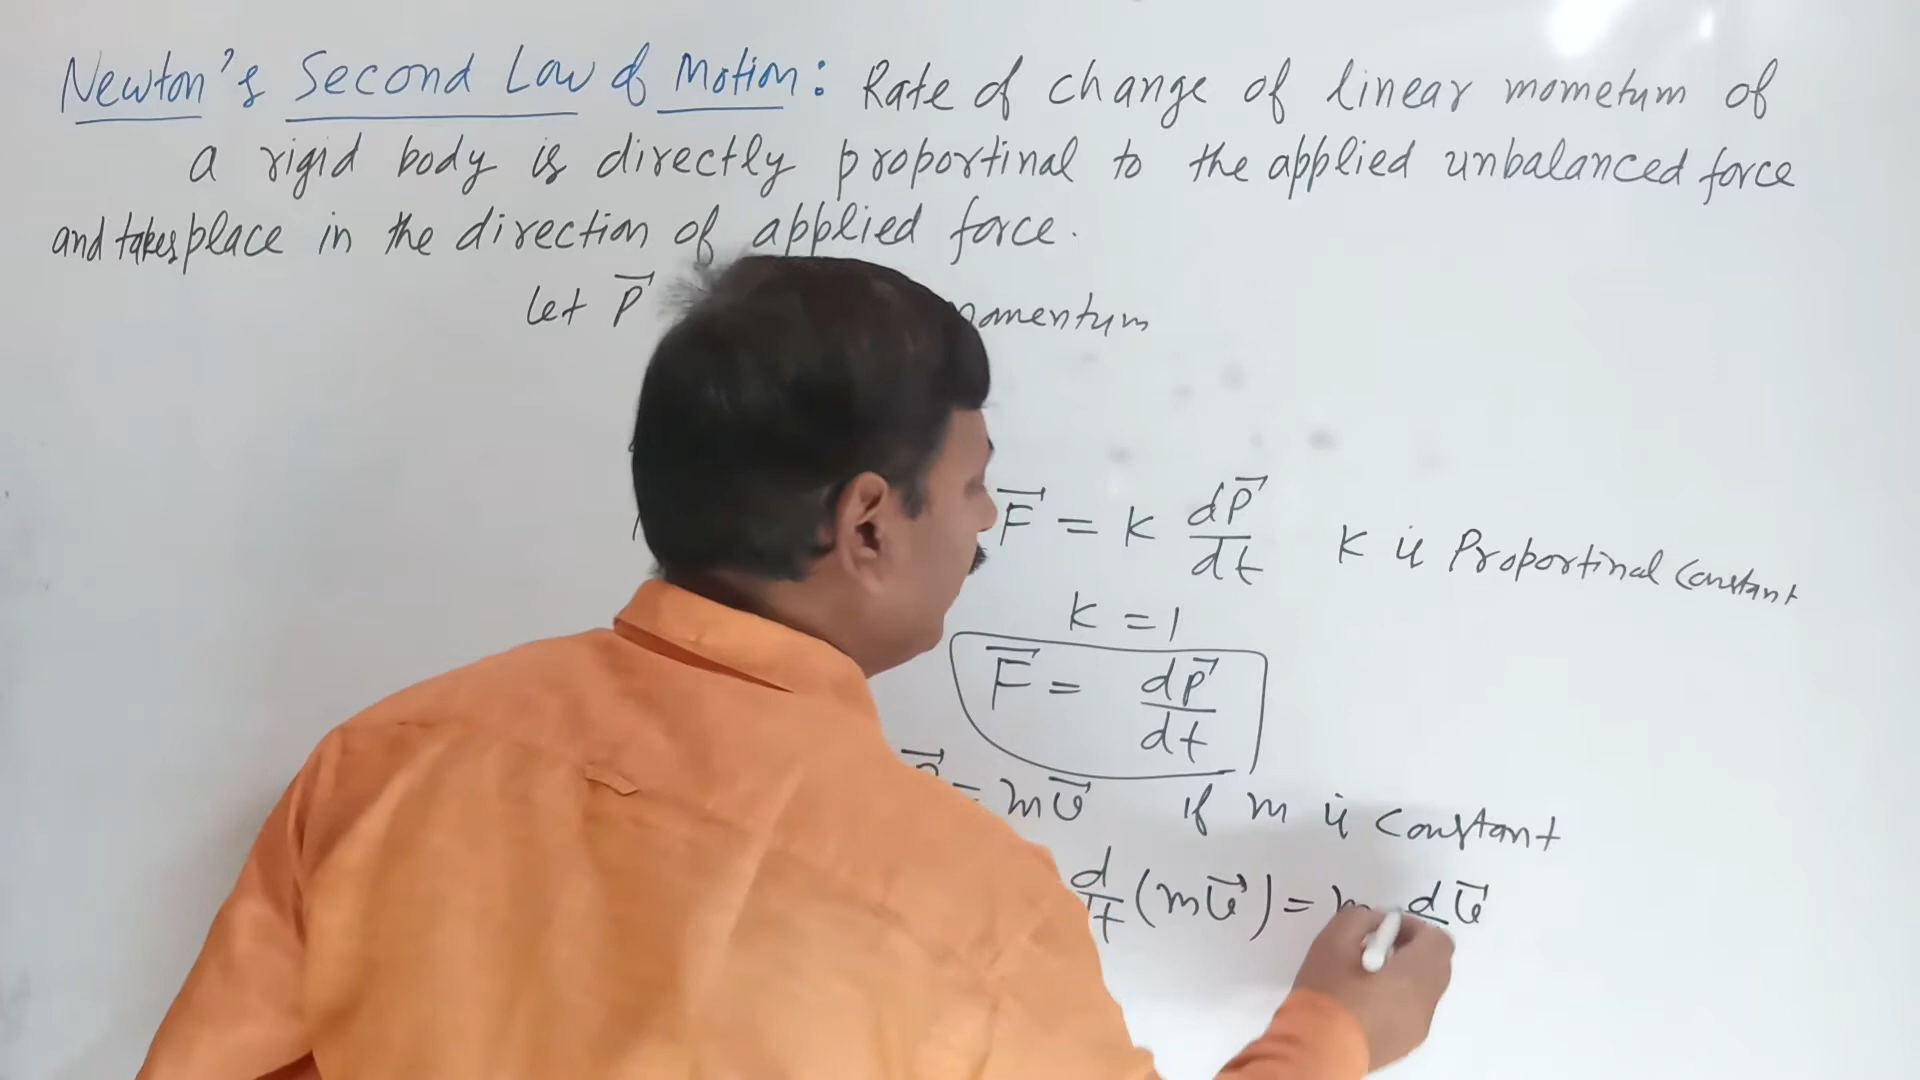 Newton's Second Law of Motion: Rate of change of linear mometum of
a rigid body is directly proportinal to the applied unbalanced force
and takes place in the direction of applied force.
let P⃗ momentum
F⃗ = K dP⃗/dt K is Proportinal Constant
K = 1
F⃗ = dp⃗/dt
= mv⃗ if m is constant
d/dt (mv⃗) = m dv⃗